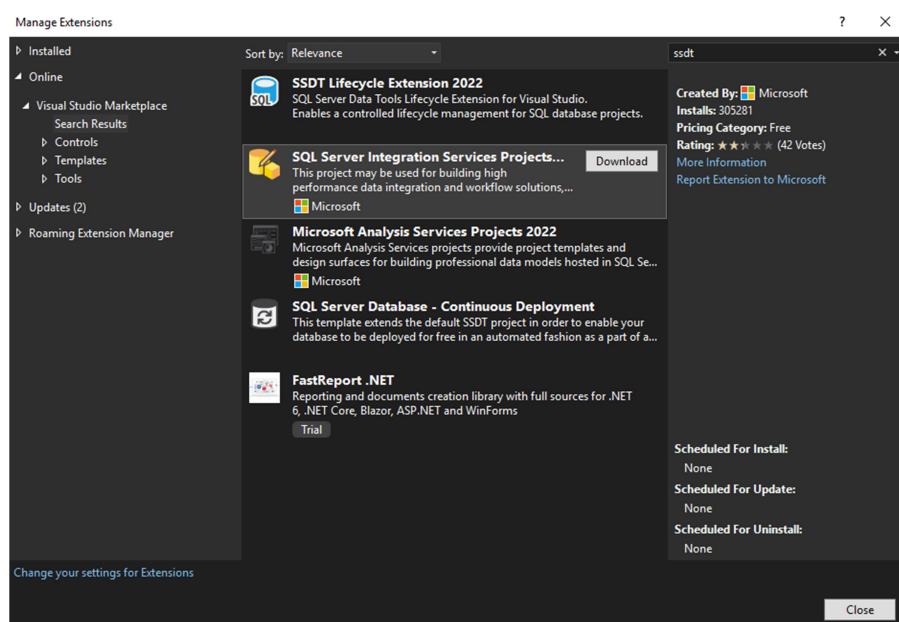 Manage Extensions
Installed
Online
Visual Studio Marketplace
Search Results
Controls
Templates
Tools
Updates (2)
Roaming Extension Manager
Change your settings for Extensions
Sort by: Relevance
SSDT Lifecycle Extension 2022
SQL Server Data Tools Lifecycle Extension for Visual Studio.
Enables a controlled lifecycle management for SQL database projects.
SQL
SQL Server Integration Services Projects... Download
This project may be used for building high
performance data integration and workflow solutions,...
Microsoft
Microsoft Analysis Services Projects 2022
Microsoft Analysis Services projects provide project templates and
design surfaces for building professional data models hosted in SQL Se...
Microsoft
SQL Server Database - Continuous Deployment
This template extends the default SSDT project in order to enable your
database to be deployed for free in an automated fashion as a part of a...
FastReport .NET
Reporting and documents creation library with full sources for .NET
6, .NET Core, Blazor, ASP.NET and WinForms
Trial
ssdt
Created By: Microsoft
Installs: 305281
Pricing Category: Free
Rating: (42 Votes)
More Information
Report Extension to Microsoft
Scheduled For Install:
None
Scheduled For Update:
None
Scheduled For Uninstall:
None
Close